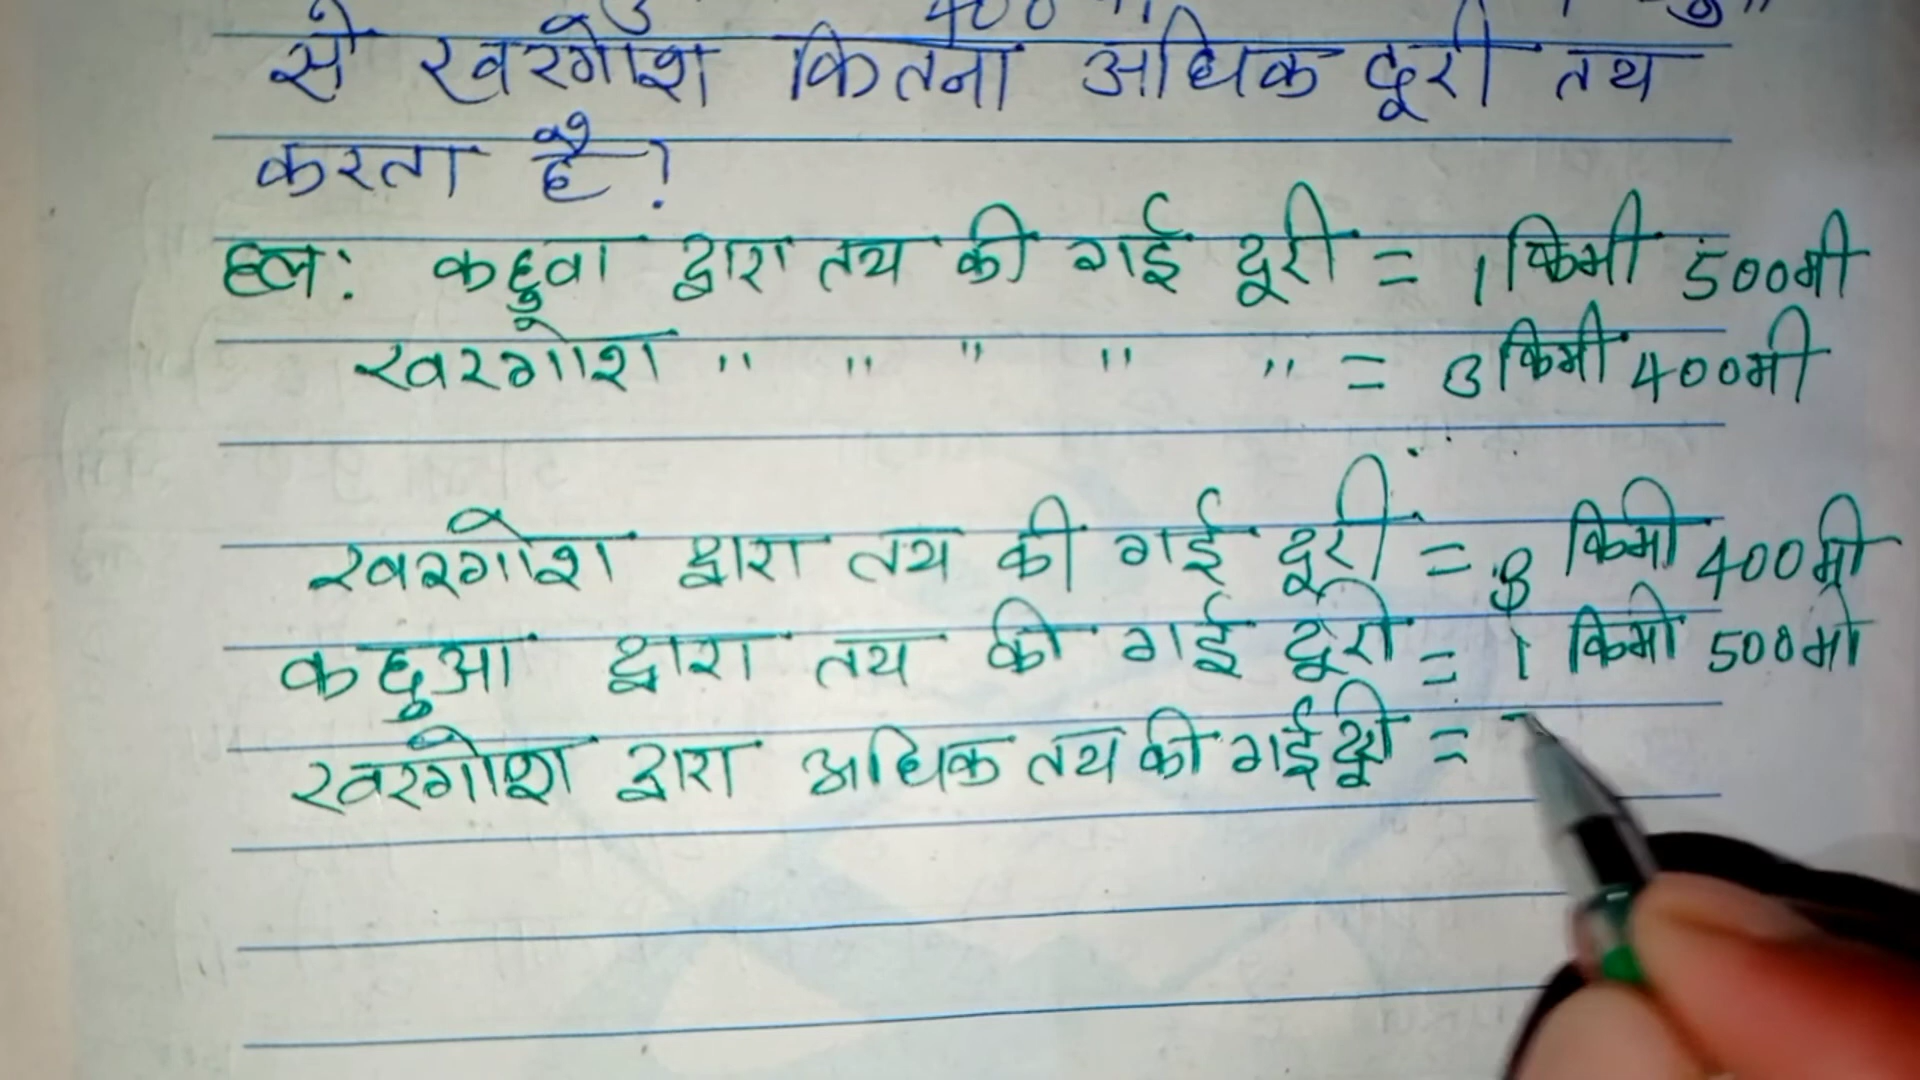 400
से खरगोश कितना अधिक दूरी तय
करता है?
हल: कछुवा द्वारा तय की गई दूरी = 1 किमी 500मी
खरगोश " " " " " = 3 किमी 400मी
खरगोश द्वारा तय की गई दूरी = 3 किमी 400मी
कछुआ द्वारा तय की गई दूरी = 1 किमी 500मी
खरगोश द्वारा अधिक तय की गई दूरी =